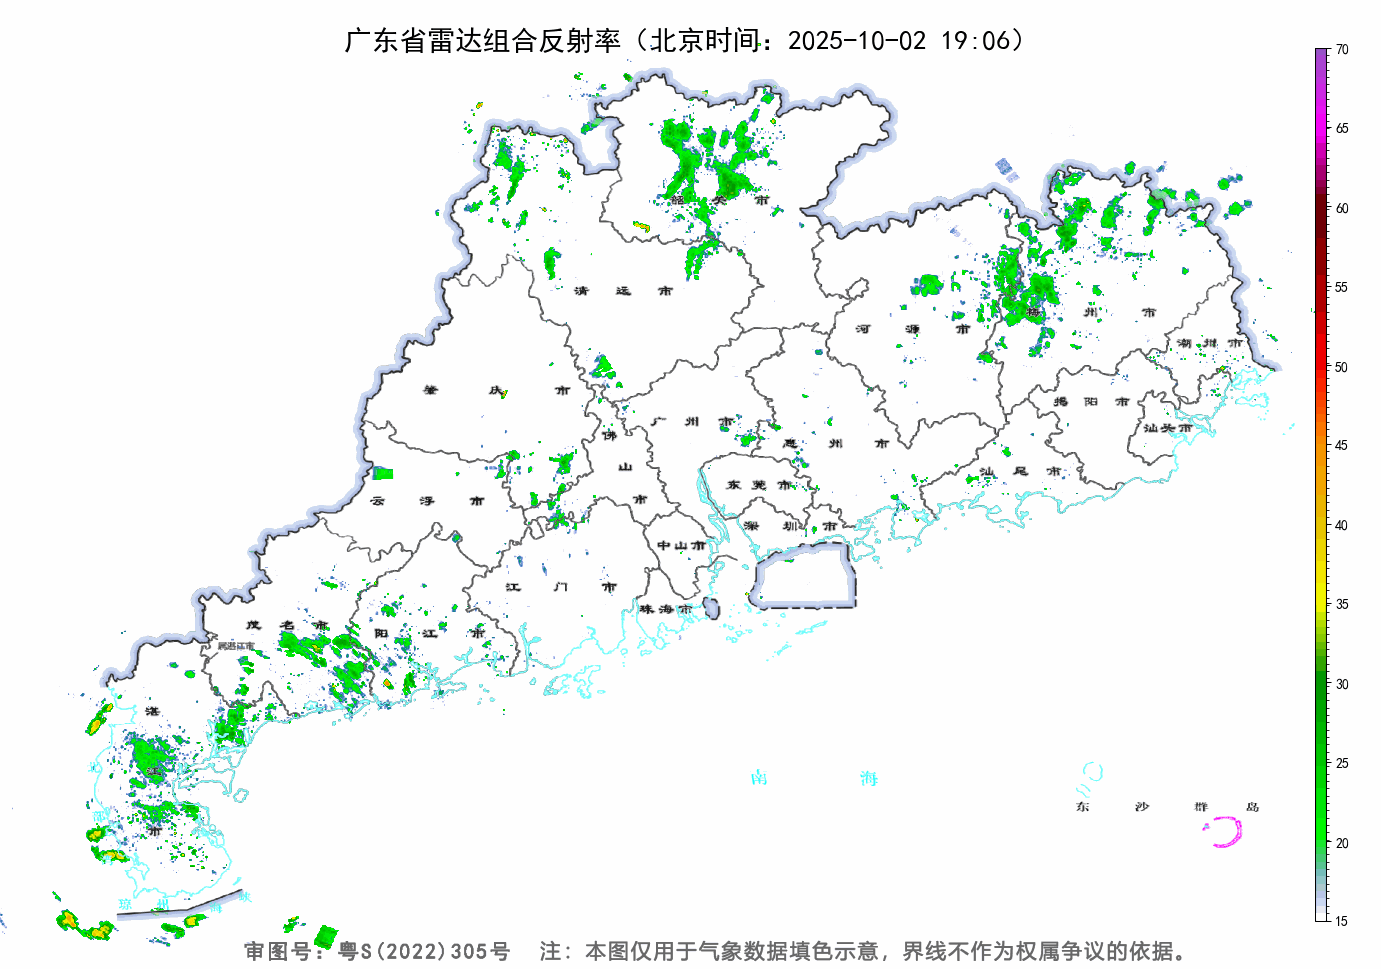 广东省雷达组合反射率（北京时间：2025-10-02 19:06）
70
65
60
55
50
45
40
35
30
25
20
15
韶关市
清远市
河源市
梅州市
潮州市
肇庆市
广州市
惠州市
揭阳市
汕头市
佛山市
云浮市
东莞市
汕尾市
深圳市
中山市
江门市
珠海市
茂名市
阳江市
属湛江市
湛江市
北部
南海
东沙群岛
琼州海峡
审图号：粤S(2022)305号 注：本图仅用于气象数据填色示意，界线不作为权属争议的依据。